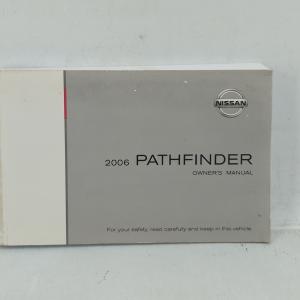 NISSAN
2006 PATHFINDER
OWNER'S MANUAL
For your safety, read carefully and keep in this vehicle.